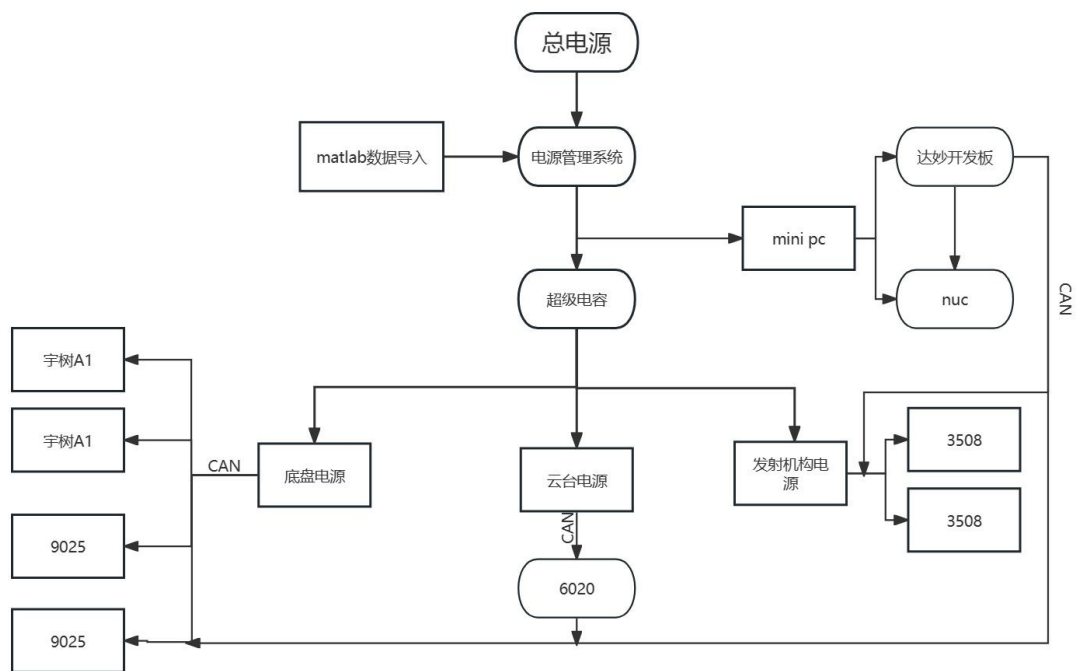 总电源
matlab数据导入
电源管理系统
达妙开发板
mini pc
超级电容
nuc
CAN
宇树A1
宇树A1
CAN
底盘电源
云台电源
发射机构电
源
3508
3508
CAN
9025
6020
9025